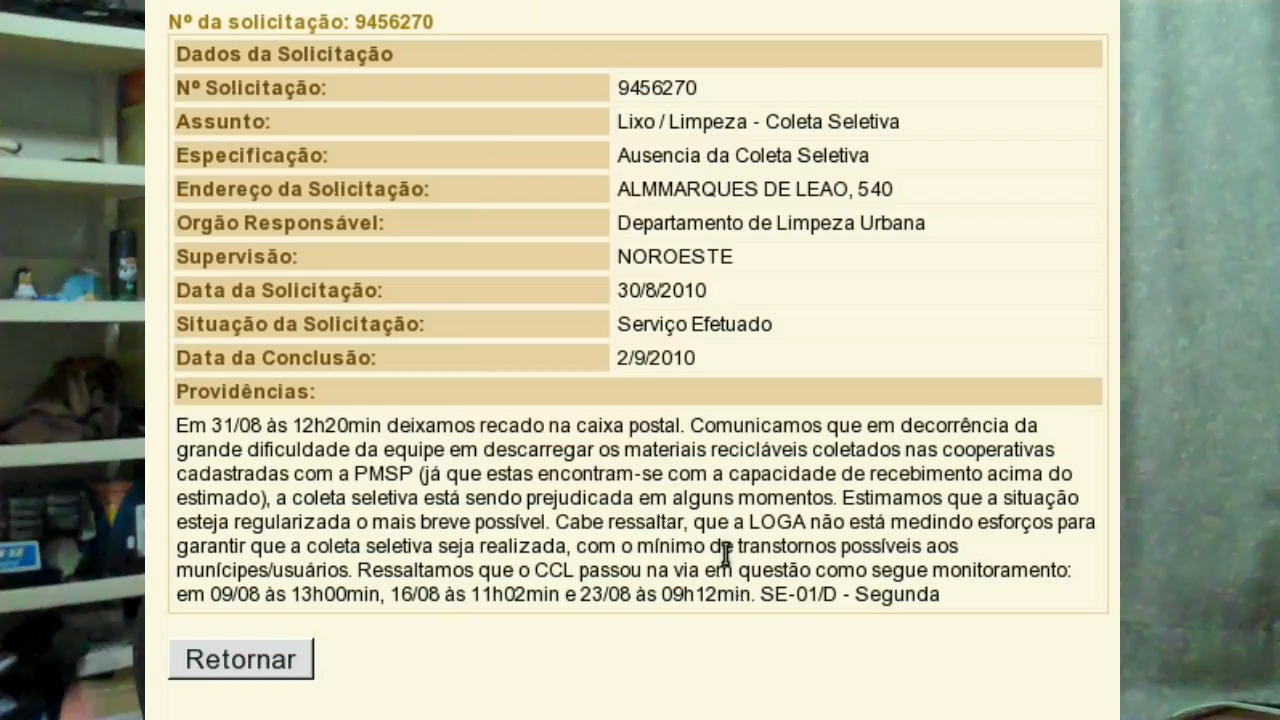 Nº da solicitação: 9456270
Dados da Solicitação
Nº Solicitação: 9456270
Assunto: Lixo / Limpeza - Coleta Seletiva
Especificação: Ausencia da Coleta Seletiva
Endereço da Solicitação: ALMMARQUES DE LEAO, 540
Orgão Responsável: Departamento de Limpeza Urbana
Supervisão: NOROESTE
Data da Solicitação: 30/8/2010
Situação da Solicitação: Serviço Efetuado
Data da Conclusão: 2/9/2010
Providências:
Em 31/08 às 12h20min deixamos recado na caixa postal. Comunicamos que em decorrência da
grande dificuldade da equipe em descarregar os materiais recicláveis coletados nas cooperativas
cadastradas com a PMSP (já que estas encontram-se com a capacidade de recebimento acima do
estimado), a coleta seletiva está sendo prejudicada em alguns momentos. Estimamos que a situação
esteja regularizada o mais breve possível. Cabe ressaltar, que a LOGA não está medindo esforços para
garantir que a coleta seletiva seja realizada, com o mínimo de transtornos possíveis aos
munícipes/usuários. Ressaltamos que o CCL passou na via em questão como segue monitoramento:
em 09/08 às 13h00min, 16/08 às 11h02min e 23/08 às 09h12min. SE-01/D - Segunda
Retornar